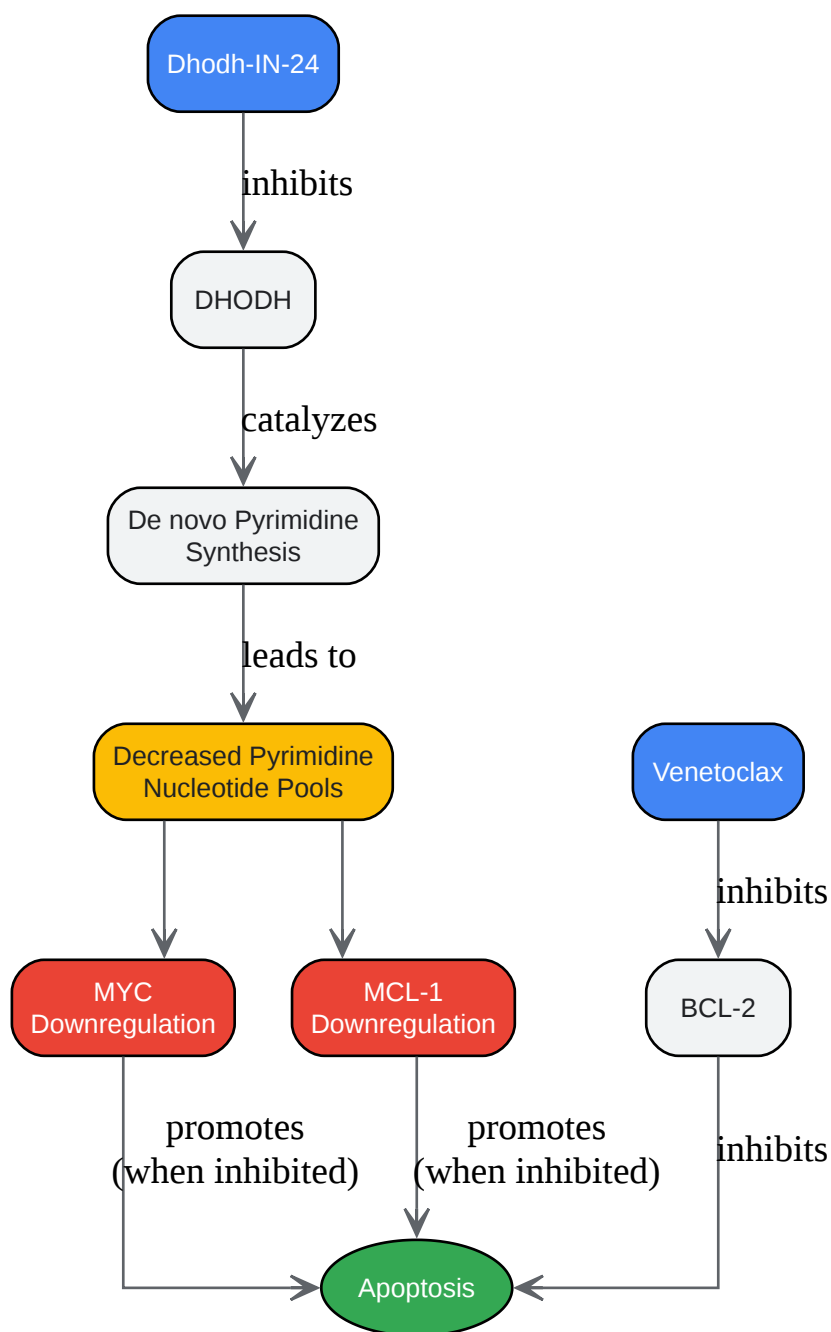 Dhodh-IN-24
inhibits
DHODH
catalyzes
De novo Pyrimidine
Synthesis
leads to
Decreased Pyrimidine
Nucleotide Pools
Venetoclax
inhibits
MYC
Downregulation
MCL-1
Downregulation
BCL-2
promotes
(when inhibited)
promotes
(when inhibited)
inhibits
Apoptosis